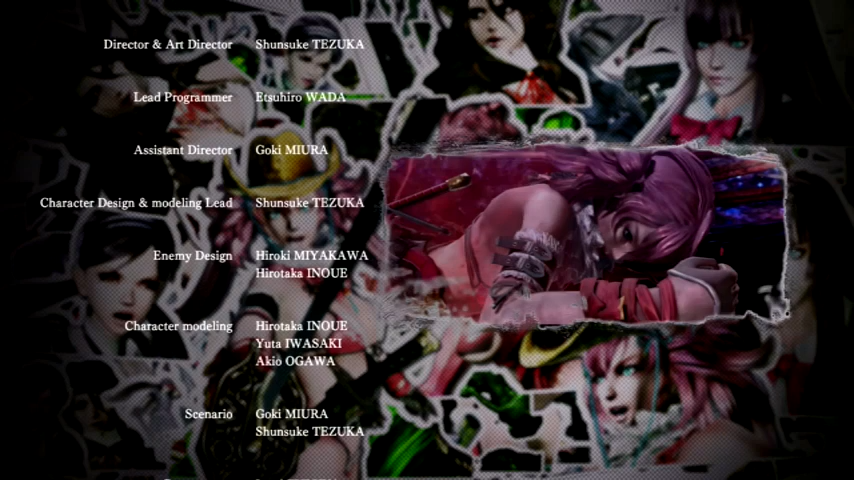 Director & Art Director Shunsuke TEZUKA
Lead Programmer Etsuhiro WADA
Assistant Director Goki MIURA
Character Design & modeling Lead Shunsuke TEZUKA
Enemy Design Hiroki MIYAKAWA
Hirotaka INOUE
Character modeling Hirotaka INOUE
Yuta IWASAKI
Akio OGAWA
Scenario Goki MIURA
Shunsuke TEZUKA